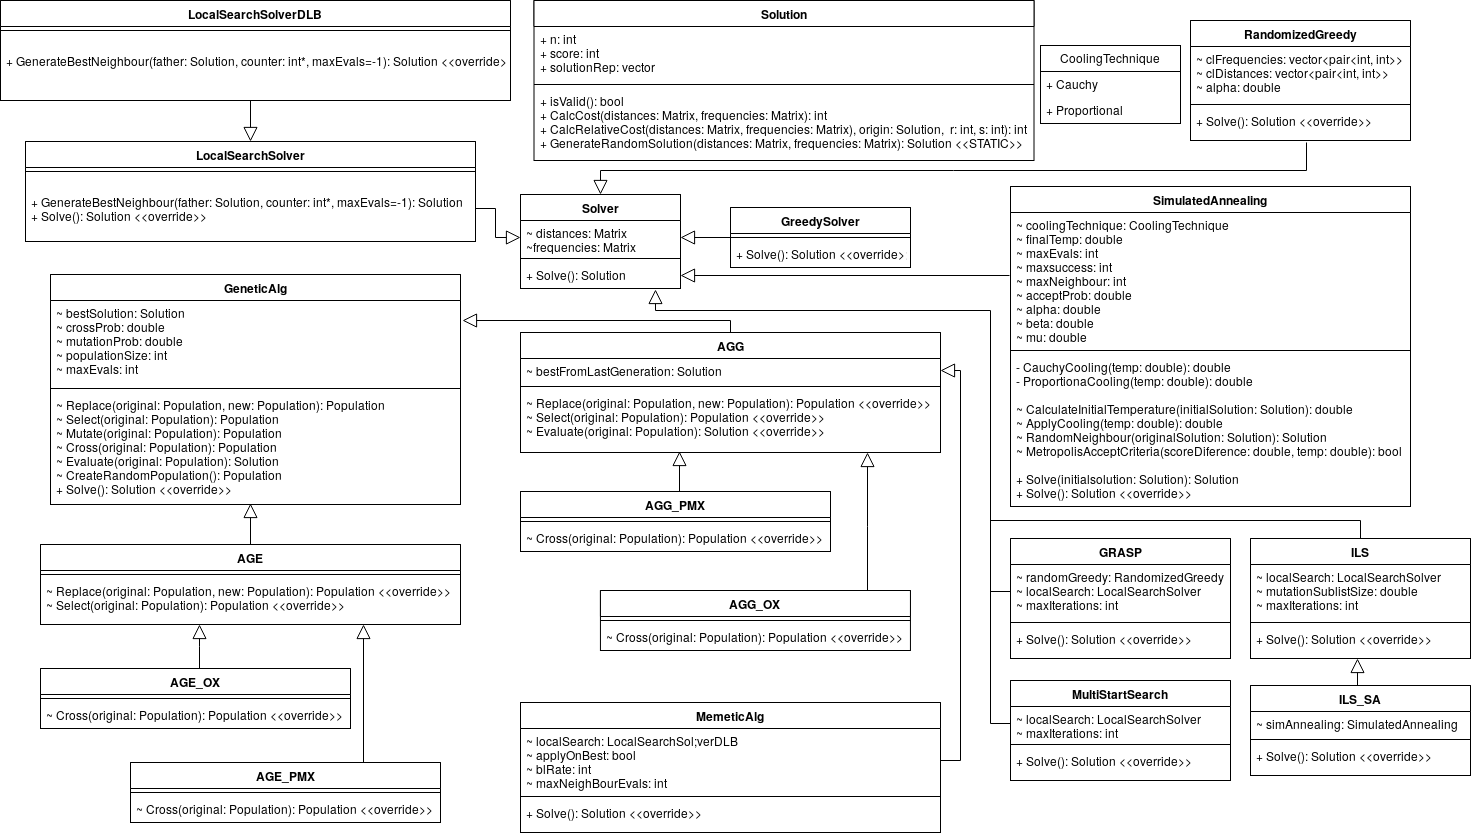 LocalSearchSolverDLB
+ GenerateBestNeighbour(father: Solution, counter: int*, maxEvals=-1): Solution <<override>
Solution
+ n: int
+ score: int
+ solutionRep: vector
+ isValid(): bool
+ CalcCost(distances: Matrix, frequencies: Matrix): int
+ CalcRelativeCost(distances: Matrix, frequencies: Matrix), origin: Solution, r: int, s: int): int
+ GenerateRandomSolution(distances: Matrix, frequencies: Matrix): Solution <<STATIC>>
CoolingTechnique
+ Cauchy
+ Proportional
RandomizedGreedy
~ clFrequencies: vector<pair<int, int>>
~ clDistances: vector<pair<int, int>>
~ alpha: double
+ Solve(): Solution <<override>>
LocalSearchSolver
+ GenerateBestNeighbour(father: Solution, counter: int*, maxEvals=-1): Solution
+ Solve(): Solution <<override>>
Solver
~ distances: Matrix
~frequencies: Matrix
+ Solve(): Solution
GreedySolver
+ Solve(): Solution <<override>
SimulatedAnnealing
~ coolingTechnique: CoolingTechnique
~ finalTemp: double
~ maxEvals: int
~ maxsuccess: int
~ maxNeighbour: int
~ acceptProb: double
~ alpha: double
~ beta: double
~ mu: double
- CauchyCooling(temp: double): double
- ProportionaCooling(temp: double): double
~ CalculateInitialTemperature(initialSolution: Solution): double
~ ApplyCooling(temp: double): double
~ RandomNeighbour(originalSolution: Solution): Solution
~ MetropolisAcceptCriteria(scoreDiference: double, temp: double): bool
+ Solve(initialsolution: Solution): Solution
+ Solve(): Solution <<override>>
GeneticAlg
~ bestSolution: Solution
~ crossProb: double
~ mutationProb: double
~ populationSize: int
~ maxEvals: int
~ Replace(original: Population, new: Population): Population
~ Select(original: Population): Population
~ Mutate(original: Population): Population
~ Cross(original: Population): Population
~ Evaluate(original: Population): Solution
~ CreateRandomPopulation(): Population
+ Solve(): Solution <<override>>
AGG
~ bestFromLastGeneration: Solution
~ Replace(original: Population, new: Population): Population <<override>>
~ Select(original: Population): Population <<override>>
~ Evaluate(original: Population): Solution <<override>>
AGG_PMX
~ Cross(original: Population): Population <<override>>
AGG_OX
~ Cross(original: Population): Population <<override>>
AGE
~ Replace(original: Population, new: Population): Population <<override>>
~ Select(original: Population): Population <<override>>
AGE_OX
~ Cross(original: Population): Population <<override>>
AGE_PMX
~ Cross(original: Population): Population <<override>>
MemeticAlg
~ localSearch: LocalSearchSol;verDLB
~ applyOnBest: bool
~ blRate: int
~ maxNeighBourEvals: int
+ Solve(): Solution <<override>>
GRASP
~ randomGreedy: RandomizedGreedy
~ localSearch: LocalSearchSolver
~ maxIterations: int
+ Solve(): Solution <<override>>
ILS
~ localSearch: LocalSearchSolver
~ mutationSublistSize: double
~ maxIterations: int
+ Solve(): Solution <<override>>
MultiStartSearch
~ localSearch: LocalSearchSolver
~ maxIterations: int
+ Solve(): Solution <<override>>
ILS_SA
~ simAnnealing: SimulatedAnnealing
+ Solve(): Solution <<override>>